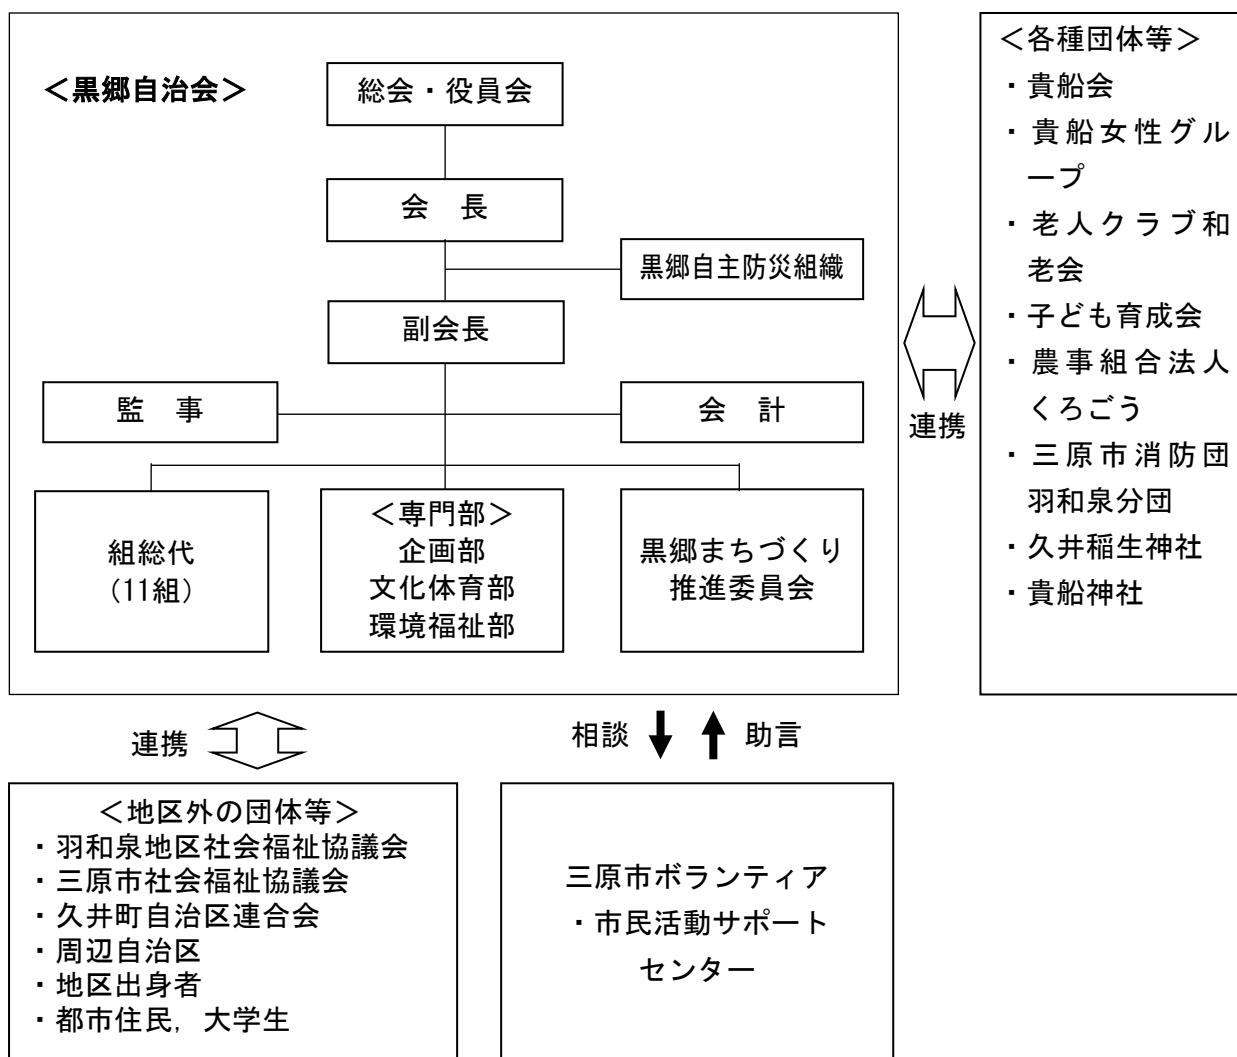 ＜黒郷自治会＞
総会・役員会
会　長
黒郷自主防災組織
副会長
監　事
会　計
組総代
（11組）
＜専門部＞
企画部
文化体育部
環境福祉部
黒郷まちづくり
推進委員会
連携
＜各種団体等＞
・貴船会
・貴船女性グル
ープ
・老人クラブ和
老会
・子ども育成会
・農事組合法人
くろごう
・三原市消防団
羽和泉分団
・久井稲生神社
・貴船神社
連携
相談
助言
＜地区外の団体等＞
・羽和泉地区社会福祉協議会
・三原市社会福祉協議会
・久井町自治区連合会
・周辺自治区
・地区出身者
・都市住民，大学生
三原市ボランティア
・市民活動サポート
センター